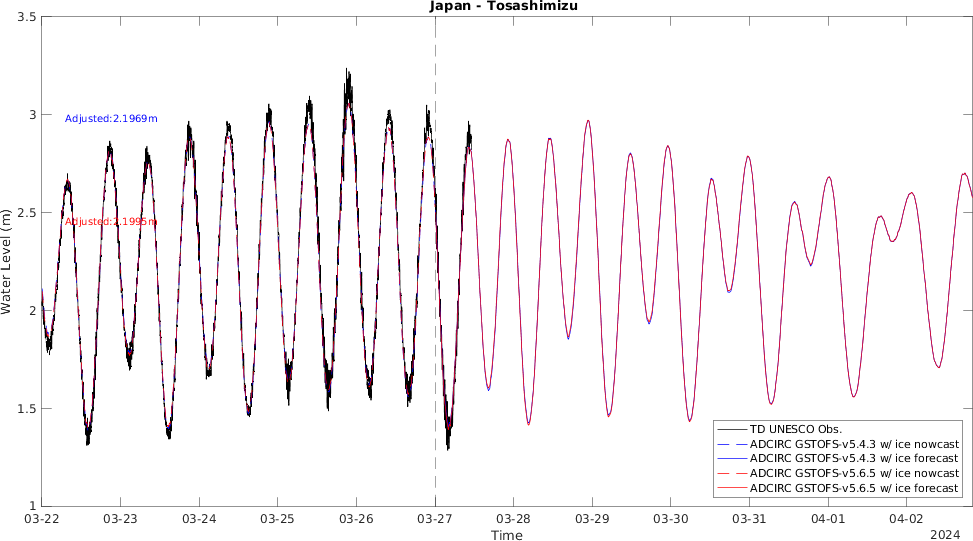 Japan - Tosashimizu
3.5
3
2.5
2
1.5
1
Water Level (m)
Adjusted:2.1969m
Adjusted:2.1995m
TD UNESCO Obs.
ADCIRC GSTOFS-v5.4.3 w/ ice nowcast
ADCIRC GSTOFS-v5.4.3 w/ ice forecast
ADCIRC GSTOFS-v5.6.5 w/ ice nowcast
ADCIRC GSTOFS-v5.6.5 w/ ice forecast
03-22 03-23 03-24 03-25 03-26 03-27 03-28 03-29 03-30 03-31 04-01 04-02
Time
2024